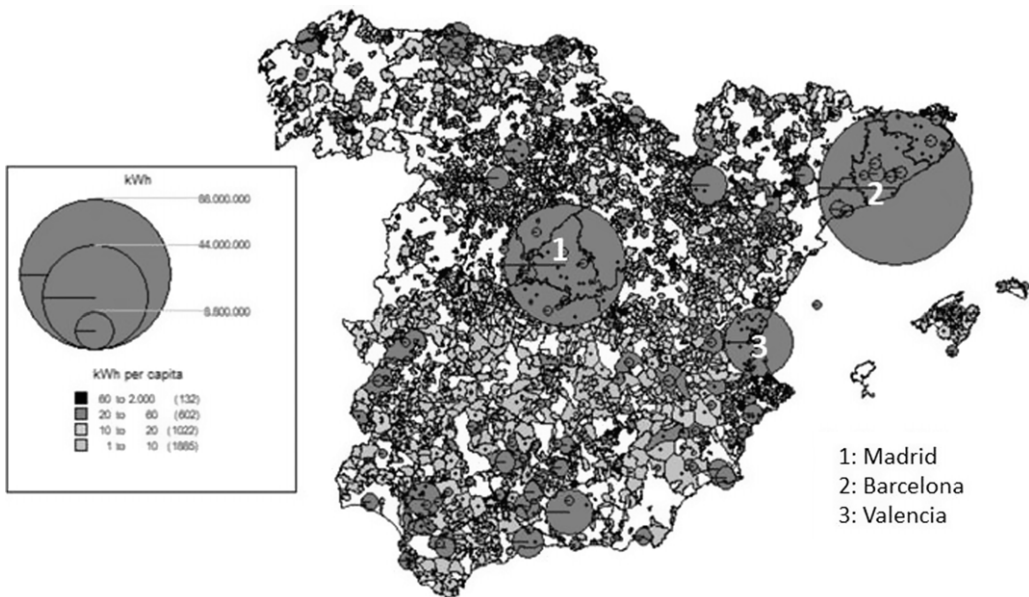 kWh
88.000.000
44.000.000
8.800.000
kWh per capita
60 to 2.000 (132)
20 to 60 (602)
10 to 20 (1022)
1 to 10 (1885)
1
2
3
1: Madrid
2: Barcelona
3: Valencia